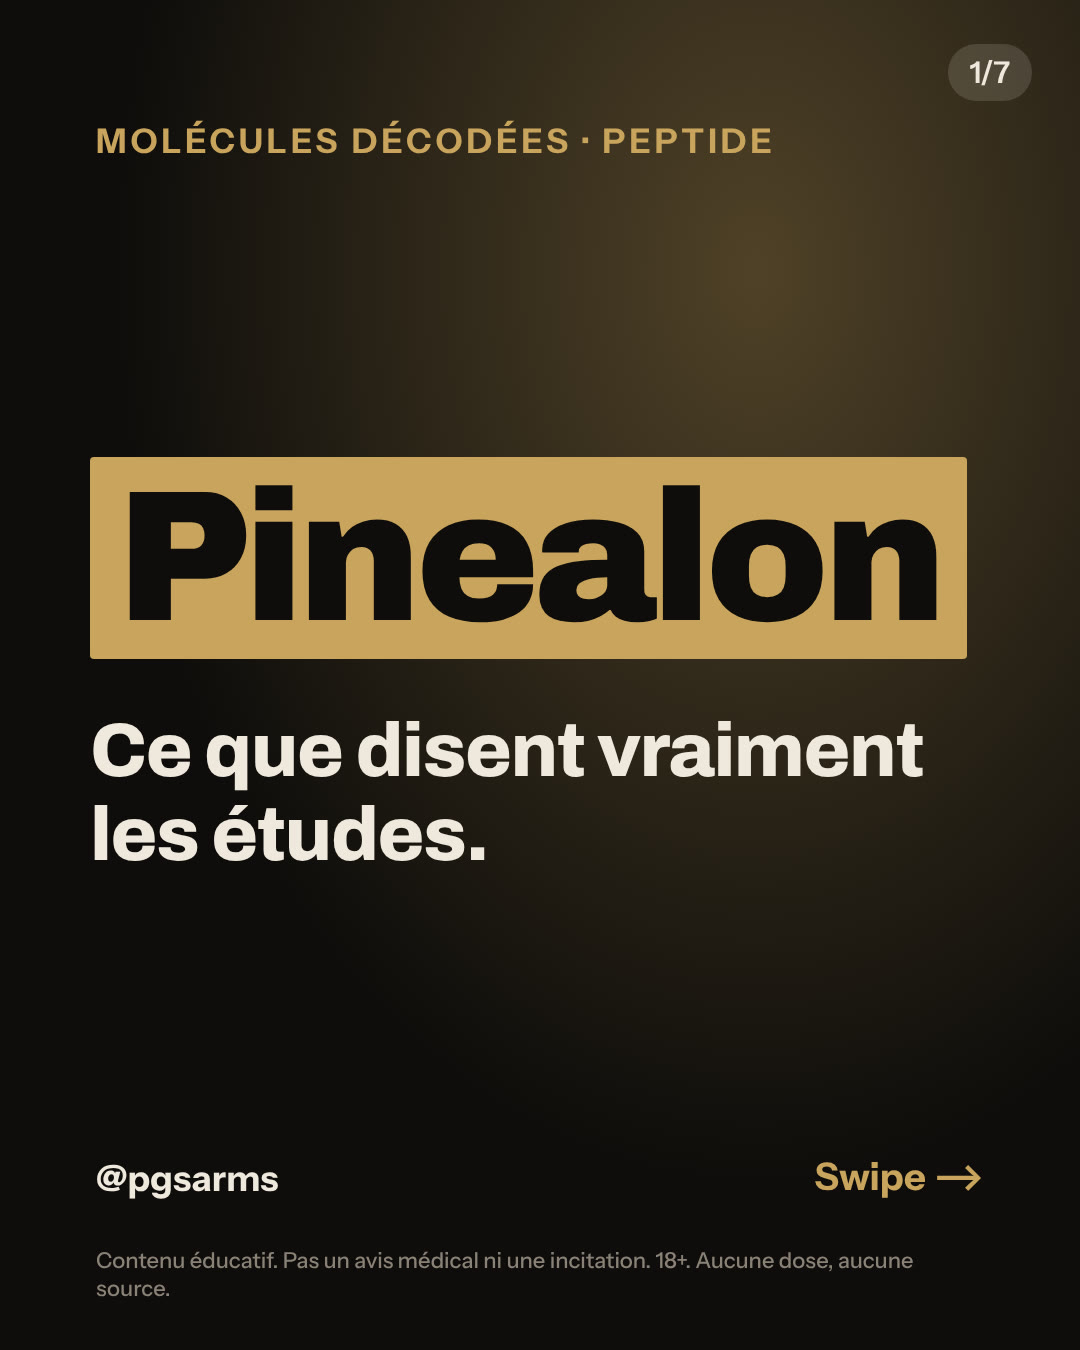 1/7
MOLÉCULES DÉCODÉES · PEPTIDE
Pinealon
Ce que disent vraiment
les études.
@pgsarms
Swipe →
Contenu éducatif. Pas un avis médical ni une incitation. 18+. Aucune dose, aucune
source.